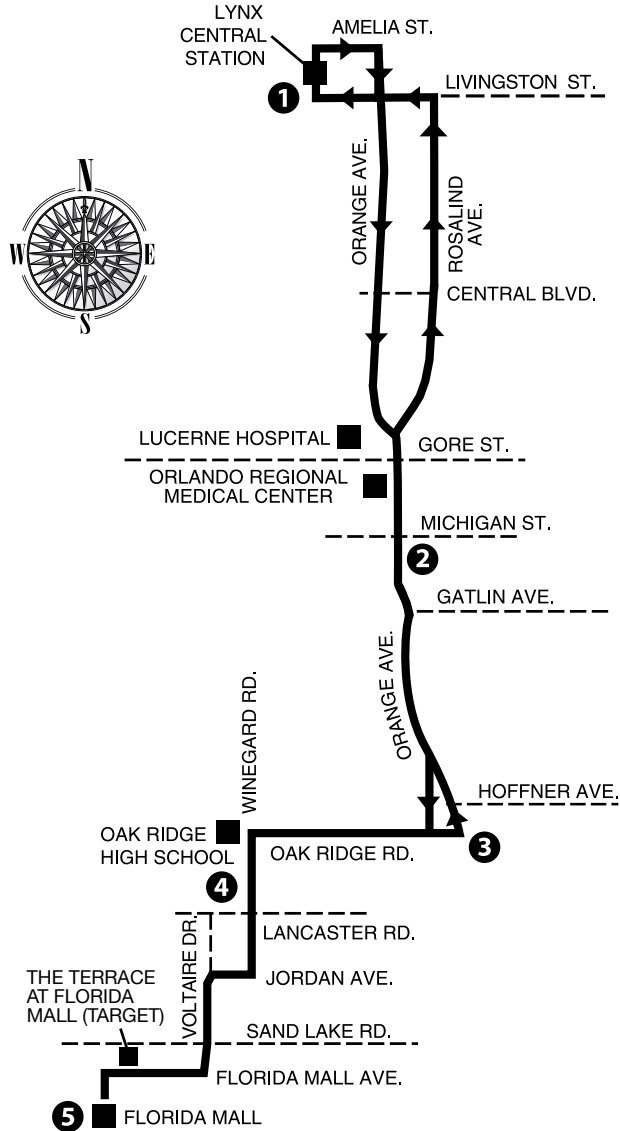 LYNX
CENTRAL
STATION
AMELIA ST.
1
LIVINGSTON ST.
ORANGE AVE.
ROSALIND
AVE.
N
W
E
S
CENTRAL BLVD.
LUCERNE HOSPITAL
GORE ST.
ORLANDO REGIONAL
MEDICAL CENTER
MICHIGAN ST.
2
GATLIN AVE.
ORANGE AVE.
WINEGARD RD.
HOFFNER AVE.
OAK RIDGE
HIGH SCHOOL
OAK RIDGE RD.
3
4
LANCASTER RD.
VOLTAIRE DR.
JORDAN AVE.
THE TERRACE
AT FLORIDA
MALL (TARGET)
SAND LAKE RD.
FLORIDA MALL AVE.
5
FLORIDA MALL